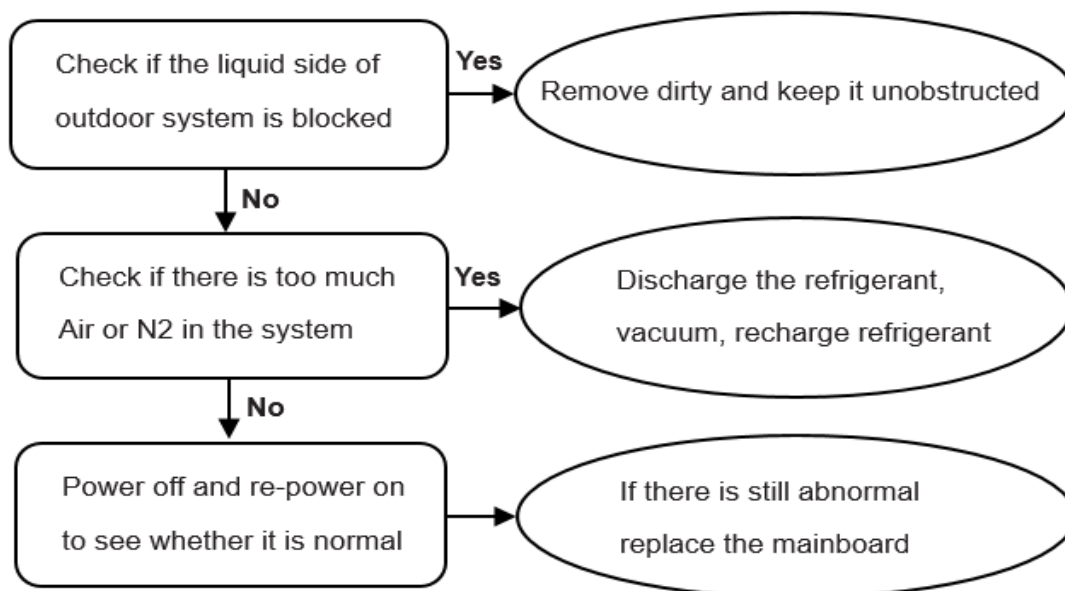 Check if the liquid side of
outdoor system is blocked
Yes
Remove dirty and keep it unobstructed
No
Check if there is too much
Air or N2 in the system
Yes
Discharge the refrigerant,
vacuum, recharge refrigerant
No
Power off and re-power on
to see whether it is normal
If there is still abnormal
replace the mainboard